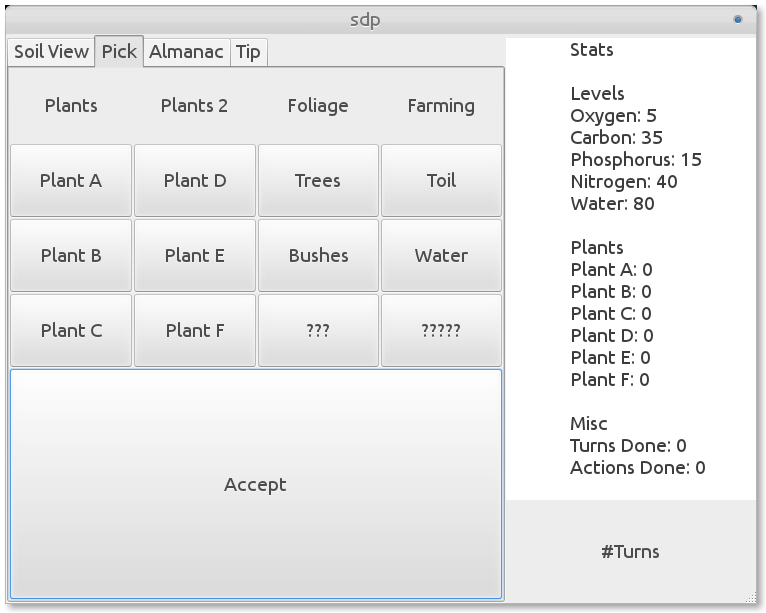 sdp
Soil View Pick Almanac Tip
Plants Plants 2 Foliage Farming
Plant A Plant D Trees Toil
Plant B Plant E Bushes Water
Plant C Plant F ??? ?????
Accept
Stats
Levels
Oxygen: 5
Carbon: 35
Phosphorus: 15
Nitrogen: 40
Water: 80
Plants
Plant A: 0
Plant B: 0
Plant C: 0
Plant D: 0
Plant E: 0
Plant F: 0
Misc
Turns Done: 0
Actions Done: 0
#Turns